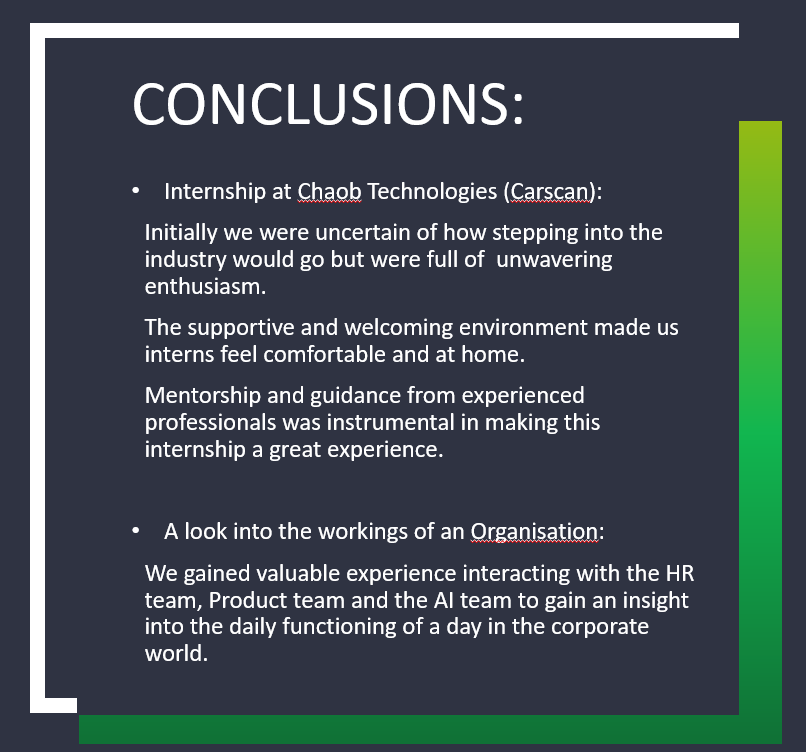 CONCLUSIONS:
• Internship at Chaob Technologies (Carscan):
Initially we were uncertain of how stepping into the
industry would go but were full of  unwavering
enthusiasm.
The supportive and welcoming environment made us
interns feel comfortable and at home.
Mentorship and guidance from experienced
professionals was instrumental in making this
internship a great experience.
• A look into the workings of an Organisation:
We gained valuable experience interacting with the HR
team, Product team and the AI team to gain an insight
into the daily functioning of a day in the corporate
world.